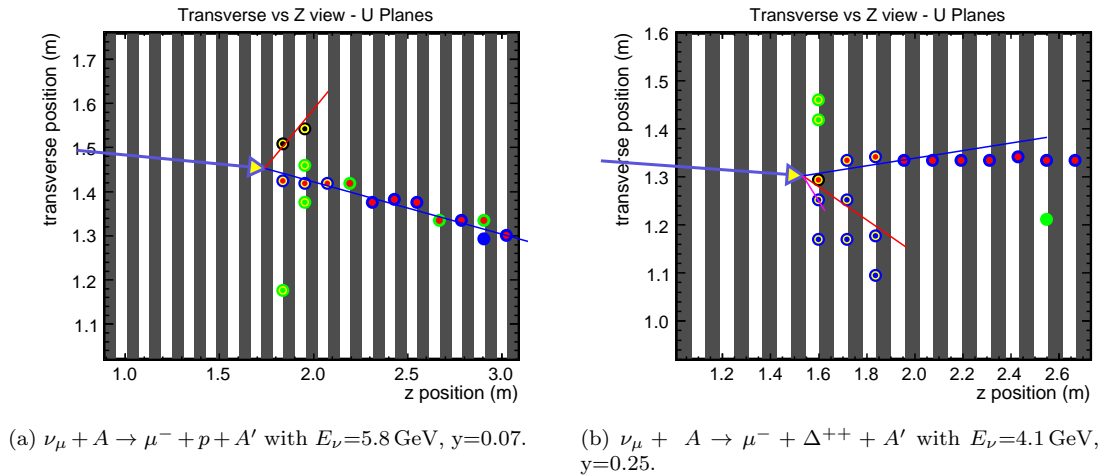 Transverse vs Z view - U Planes
transverse position (m)
1.7
1.6
1.5
1.4
1.3
1.2
1.1
1.0 1.5 2.0 2.5 3.0
z position (m)
(a) νμ + A → μ− + p + A′ with Eν=5.8 GeV, y=0.07.
Transverse vs Z view - U Planes
transverse position (m)
1.6
1.5
1.4
1.3
1.2
1.1
1.0
1.2 1.4 1.6 1.8 2.0 2.2 2.4 2.6
z position (m)
(b) νμ + A → μ− + Δ++ + A′ with Eν=4.1 GeV,
y=0.25.